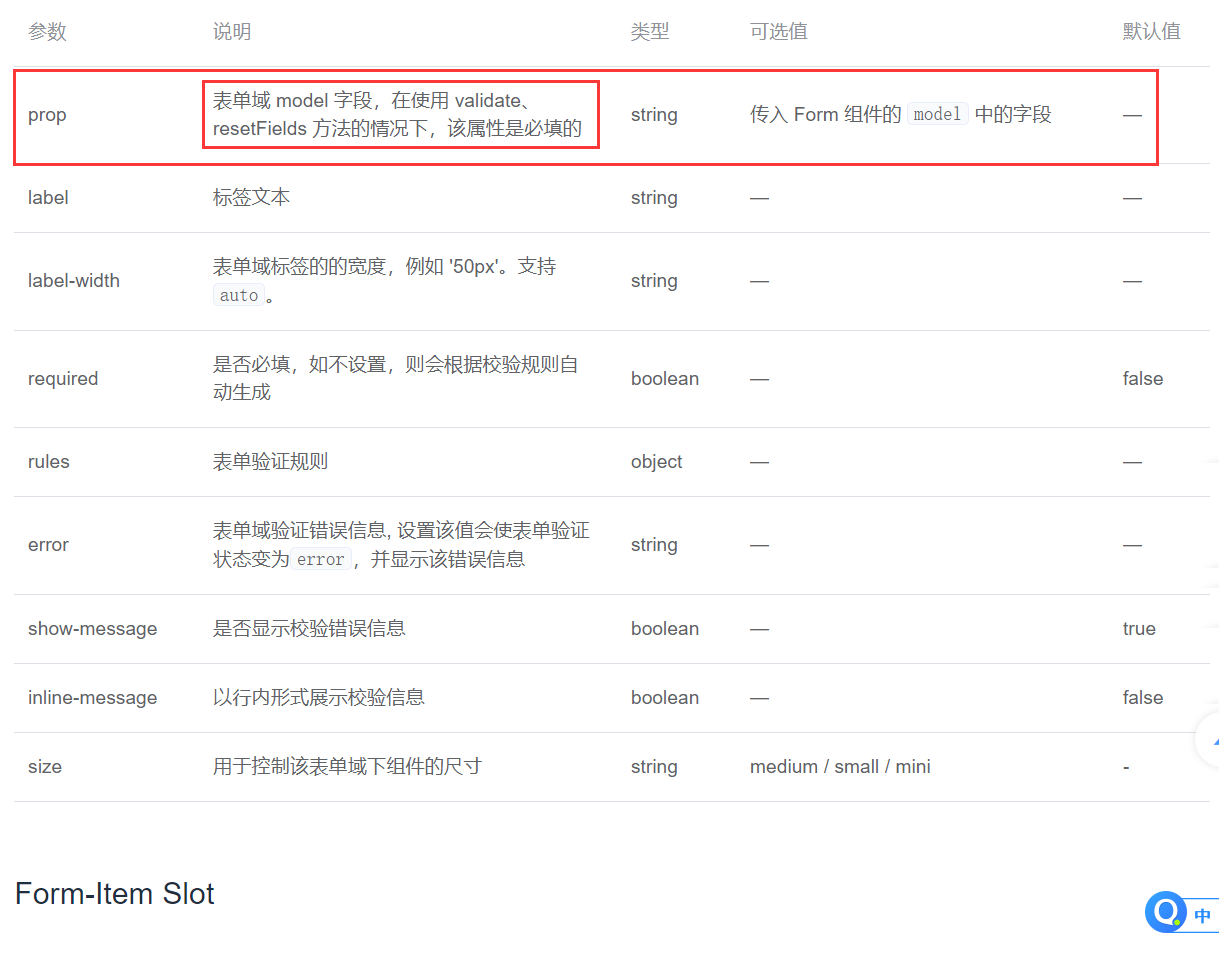 参数 说明 类型 可选值 默认值
表单域 model 字段，在使用 validate、
prop string 传入 Form 组件的 model 中的字段 —
resetFields 方法的情况下，该属性是必填的
label 标签文本 string — —
表单域标签的的宽度，例如 '50px'。支持
label-width string — —
auto 。
是否必填，如不设置，则会根据校验规则自
required boolean — false
动生成
rules 表单验证规则 object — —
表单域验证错误信息, 设置该值会使表单验证
error string — —
状态变为 error ，并显示该错误信息
show-message 是否显示校验错误信息 boolean — true
inline-message 以行内形式展示校验信息 boolean — false
size 用于控制该表单域下组件的尺寸 string medium / small / mini -
Form-Item Slot
中